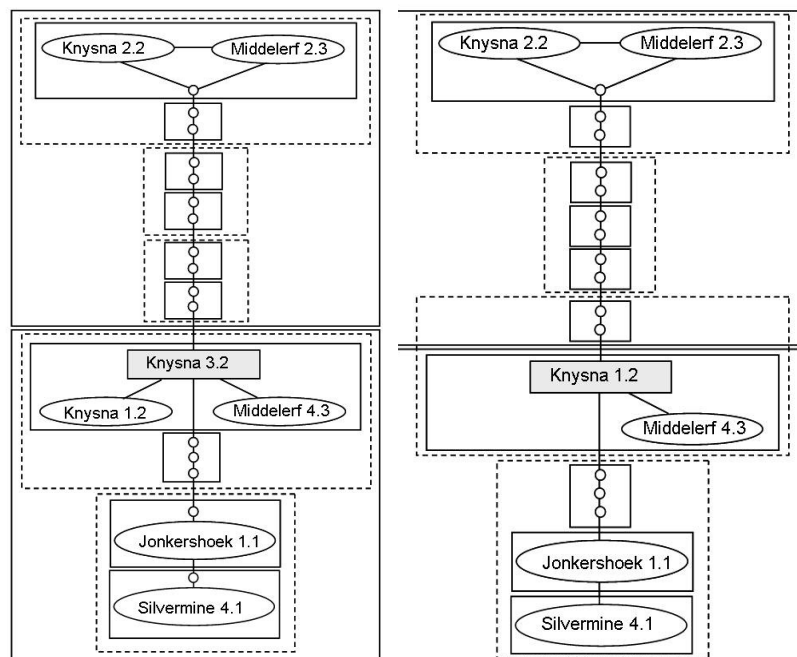 Knysna 2.2
Middelerf 2.3
Knysna 3.2
Knysna 1.2
Middelerf 4.3
Jonkershoek 1.1
Silvermine 4.1
Knysna 2.2
Middelerf 2.3
Knysna 1.2
Middelerf 4.3
Jonkershoek 1.1
Silvermine 4.1